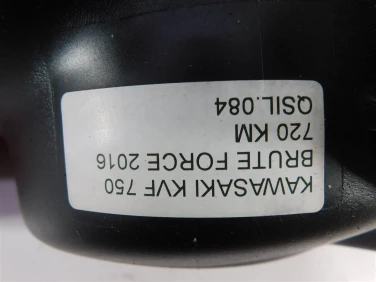 KAWASAKI KVF 750
BRUTE FORCE 2016
720 KM
QSIL.084